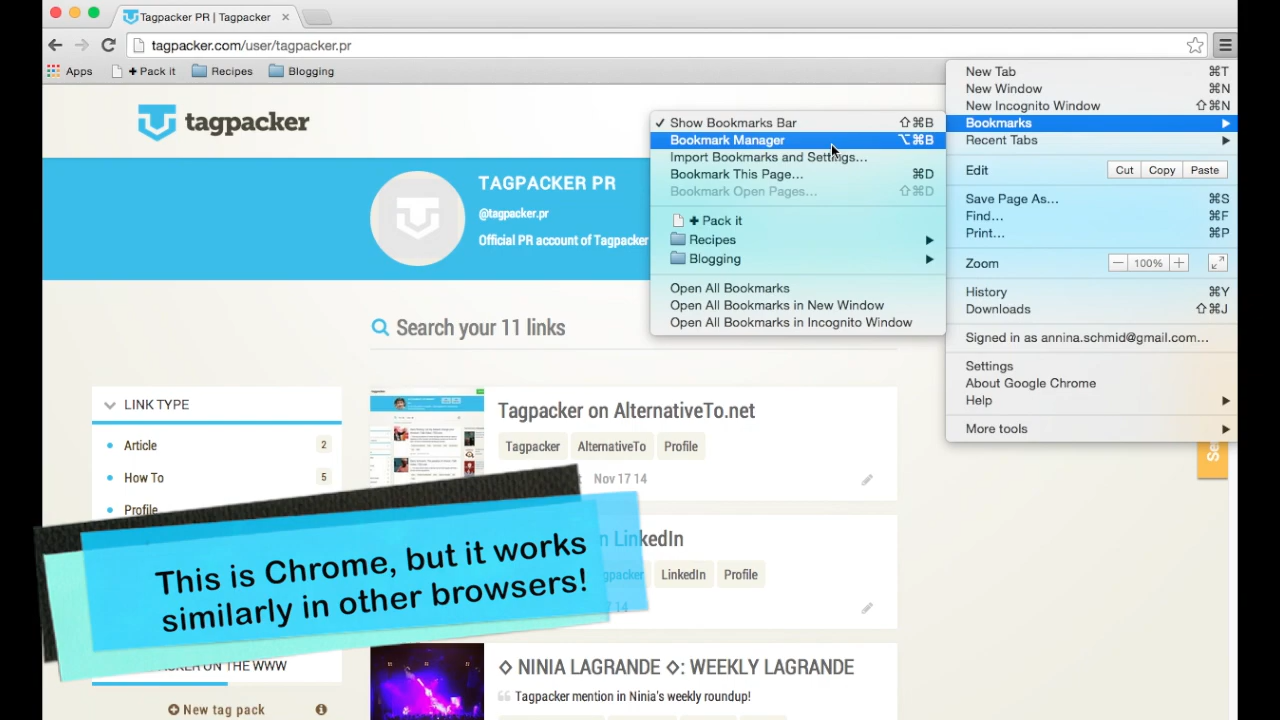 Tagpacker PR | Tagpacker
tagpacker.com/user/tagpacker.pr
Apps
✚ Pack it
Recipes
Blogging
tagpacker
TAGPACKER PR
@tagpacker.pr
Official PR account of Tagpacker
Search your 11 links
LINK TYPE
Article 2
How To 5
Profile
New tag pack
Tagpacker on AlternativeTo.net
Tagpacker AlternativeTo Profile
Nov 17 14
LinkedIn
LinkedIn Profile
14
◇ NINIA LAGRANDE ◇: WEEKLY LAGRANDE
Tagpacker mention in Ninia's weekly roundup!
This is Chrome, but it works
similarly in other browsers!
✓ Show Bookmarks Bar ⇧⌘B
Bookmark Manager ⌥⌘B
Import Bookmarks and Settings...
Bookmark This Page... ⌘D
Bookmark Open Pages... ⇧⌘D
✚ Pack it
Recipes
Blogging
Open All Bookmarks
Open All Bookmarks in New Window
Open All Bookmarks in Incognito Window
New Tab ⌘T
New Window ⌘N
New Incognito Window ⇧⌘N
Bookmarks
Recent Tabs
Edit Cut Copy Paste
Save Page As... ⌘S
Find... ⌘F
Print... ⌘P
Zoom − 100% +
History ⌘Y
Downloads ⇧⌘J
Signed in as annina.schmid@gmail.com...
Settings
About Google Chrome
Help
More tools